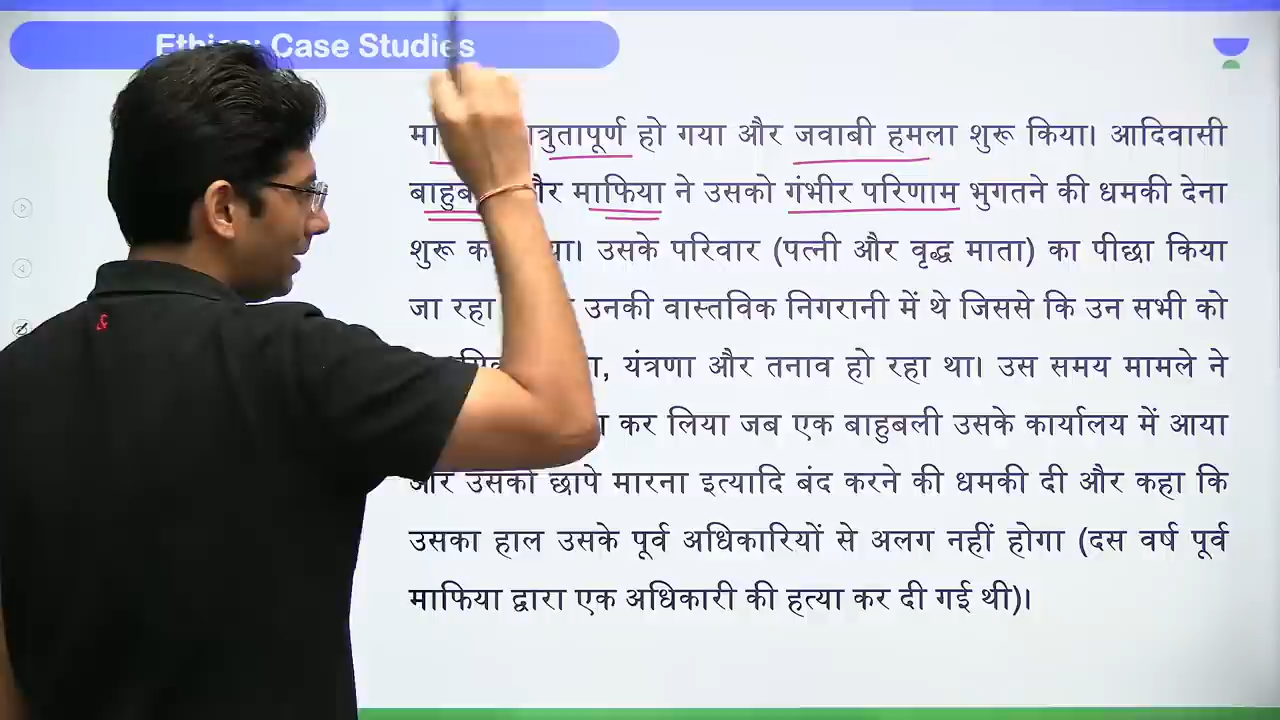 Ethics: Case Studies
हो गया और जवाबी हमला शुरू किया। आदिवासी
और माफिया ने उसको गंभीर परिणाम भुगतने की धमकी देना
शुरू उसके परिवार (पत्नी और वृद्ध माता) का पीछा किया
जा रहा उनकी वास्तविक निगरानी में थे जिससे कि उन सभी को
यंत्रणा और तनाव हो रहा था। उस समय मामले ने
कर लिया जब एक बाहुबली उसके कार्यालय में आया
और उसको छापे मारना इत्यादि बंद करने की धमकी दी और कहा कि
उसका हाल उसके पूर्व अधिकारियों से अलग नहीं होगा (दस वर्ष पूर्व
माफिया द्वारा एक अधिकारी की हत्या कर दी गई थी)।